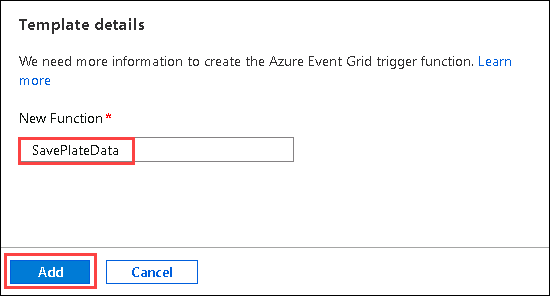 Template details
We need more information to create the Azure Event Grid trigger function. Learn
more
New Function*
SavePlateData
Add Cancel